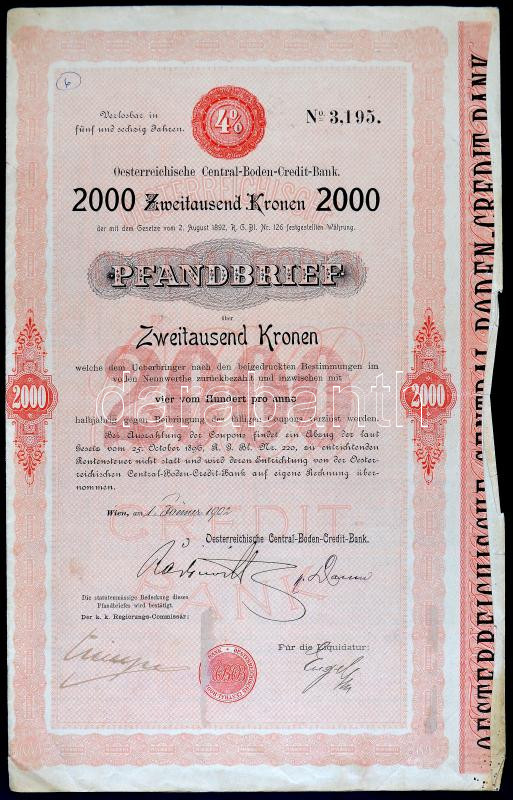 6
Verlosbar in
fünf und sechzig Jahren.
4%
No. 3,195.
Oesterreichische Central-Boden-Credit-Bank.
2000 Zweitausend Kronen 2000
der mit dem Gesetze vom 2. August 1892, R. G. Bl. Nr. 126 festgestellten Währung.
PFANDBRIEF
über
Zweitausend Kronen
welche dem Ueberbringer nach den beigedruckten Bestimmungen im
vollen Nennwerthe zurückbezahlt und inzwischen mit
vier vom Hundert pro anno
halbjährig gegen Beibringung des fälligen Coupons verzinst werden.
Bei Auszahlung der Coupons findet ein Abzug der laut
Gesetz vom 25. October 1896, R. G. Bl. Nr. 220, zu entrichtenden
Rentensteuer nicht statt und wird deren Entrichtung von der Oester-
reichischen Central-Boden-Credit-Bank auf eigene Rechnung über-
nommen.
2000
2000
Wien, am 1. Jänner 1902
Oesterreichische Central-Boden-Credit-Bank.
Die statutenmässige Bedeckung dieses
Pfandbriefes wird bestätigt.
Der k. k. Regierungs-Commissär:
Für die Liquidatur:
Engel
CREDIT-
BANK
OESTERREICHISCHE CENTRAL-BODEN-CREDIT-BANK
darabanth